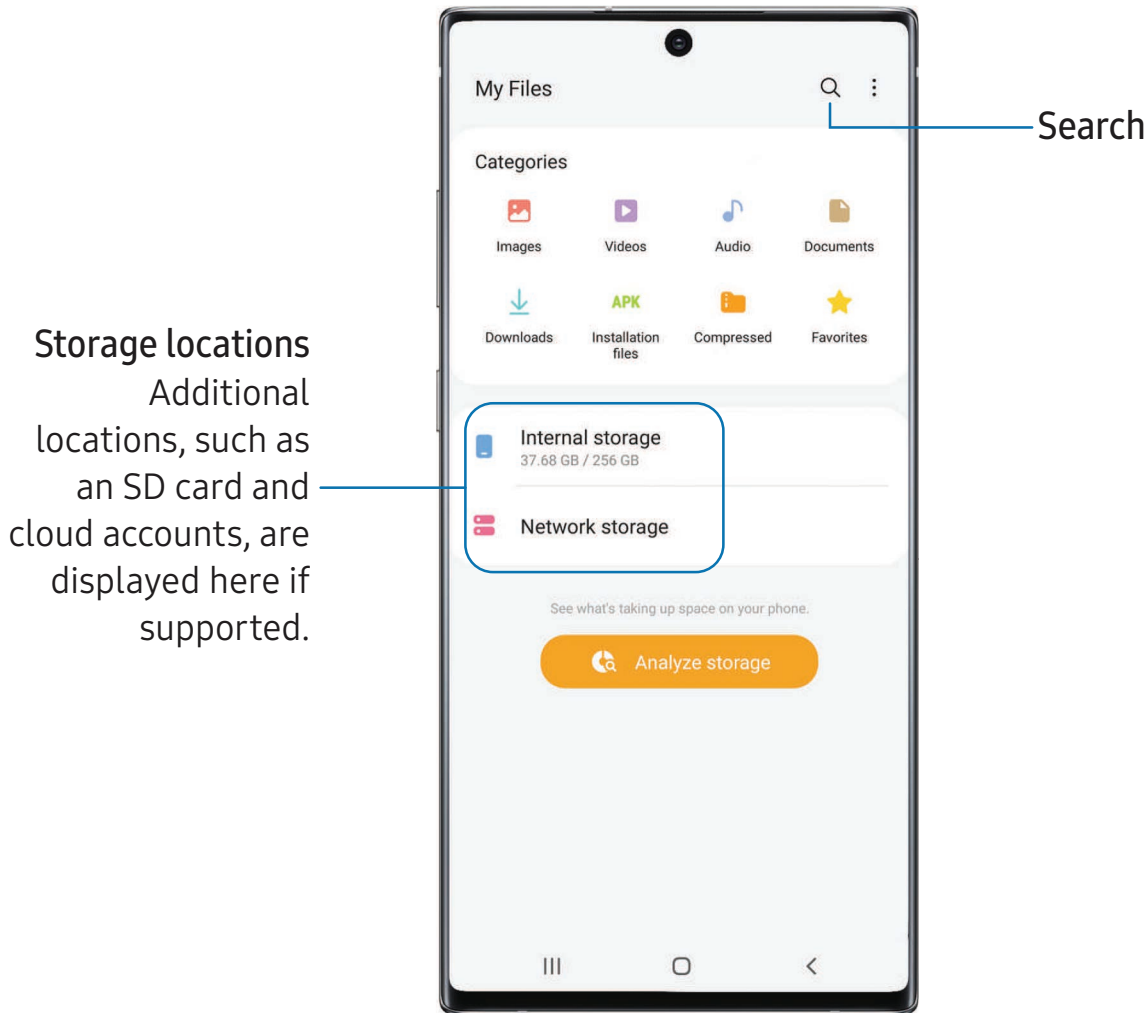 My Files
Search
Categories
Images
Videos
Audio
Documents
Downloads
APK
Installation
files
Compressed
Favorites
Storage locations
Additional
locations, such as
an SD card and
cloud accounts, are
displayed here if
supported.
Internal storage
37.68 GB / 256 GB
Network storage
See what's taking up space on your phone.
Analyze storage